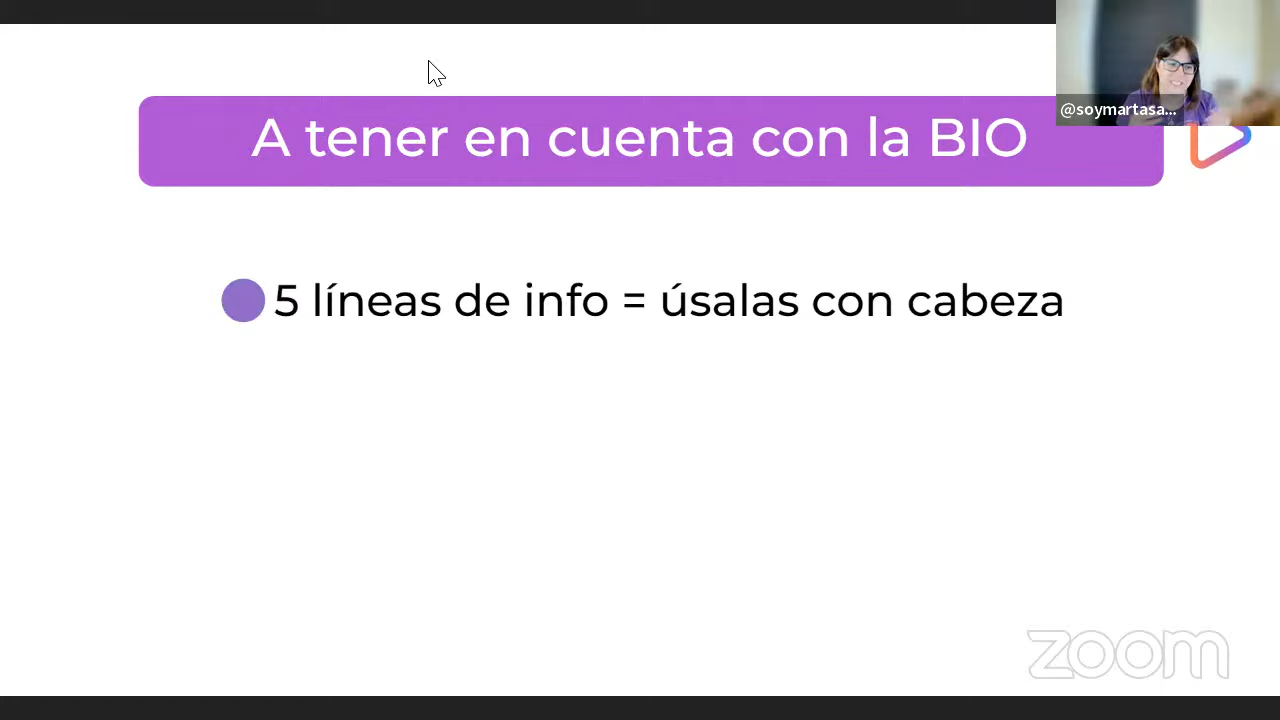 @soymartasa...
A tener en cuenta con la BIO
5 líneas de info = úsalas con cabeza
zoom